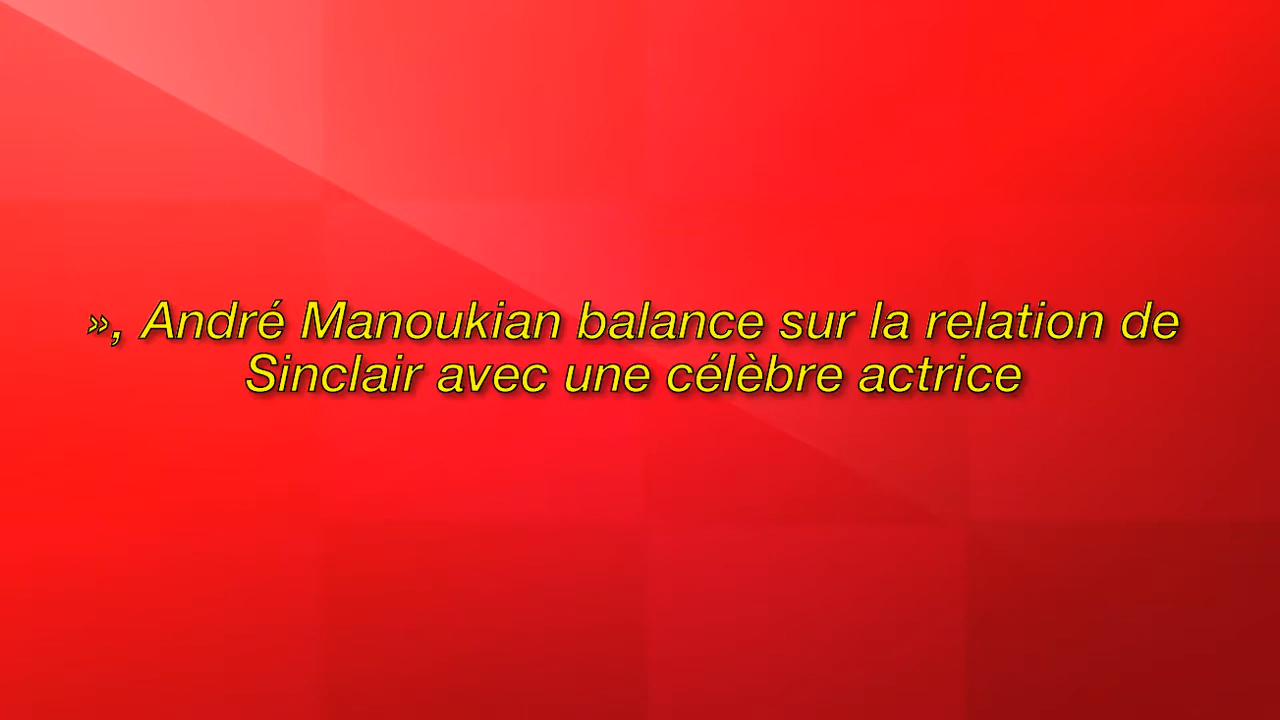 », André Manoukian balance sur la relation de
Sinclair avec une célèbre actrice